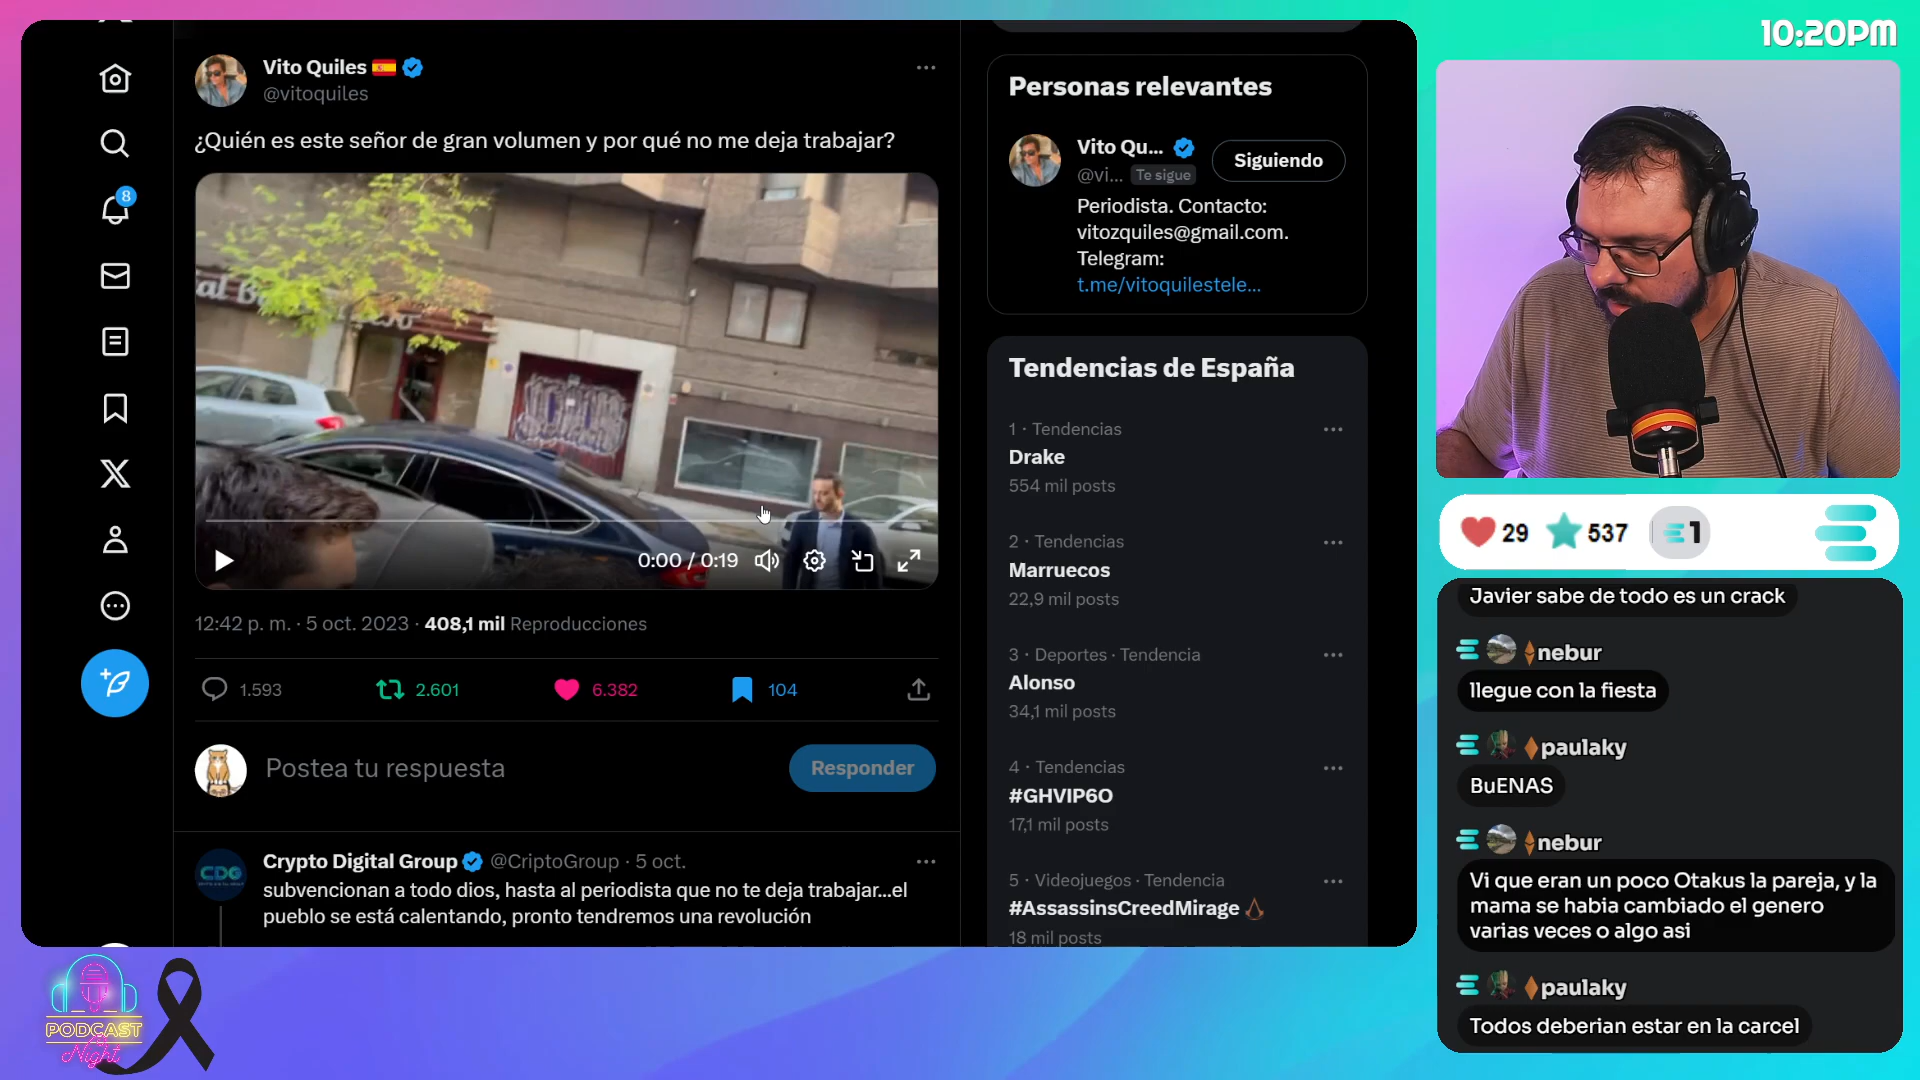 10:20PM
Vito Quiles
@vitoquiles
¿Quién es este señor de gran volumen y por qué no me deja trabajar?
0:00 / 0:19
12:42 p. m. · 5 oct. 2023 · 408,1 mil Reproducciones
1.593
2.601
6.382
104
Postea tu respuesta
Responder
Crypto Digital Group @CriptoGroup · 5 oct.
subvencionan a todo dios, hasta al periodista que no te deja trabajar...el
pueblo se está calentando, pronto tendremos una revolución
8
CDG
Personas relevantes
Vito Qu...
@vi... Te sigue
Siguiendo
Periodista. Contacto:
vitozquiles@gmail.com.
Telegram:
t.me/vitoquilestele...
Tendencias de España
1 · Tendencias
Drake
554 mil posts
2 · Tendencias
Marruecos
22,9 mil posts
3 · Deportes · Tendencia
Alonso
34,1 mil posts
4 · Tendencias
#GHVIP6O
17,1 mil posts
5 · Videojuegos · Tendencia
#AssassinsCreedMirage
18 mil posts
29
537
1
Javier sabe de todo es un crack
nebur
llegue con la fiesta
paulaky
BuENAS
nebur
Vi que eran un poco Otakus la pareja, y la
mama se habia cambiado el genero
varias veces o algo asi
paulaky
Todos deberian estar en la carcel
PODCAST
Night